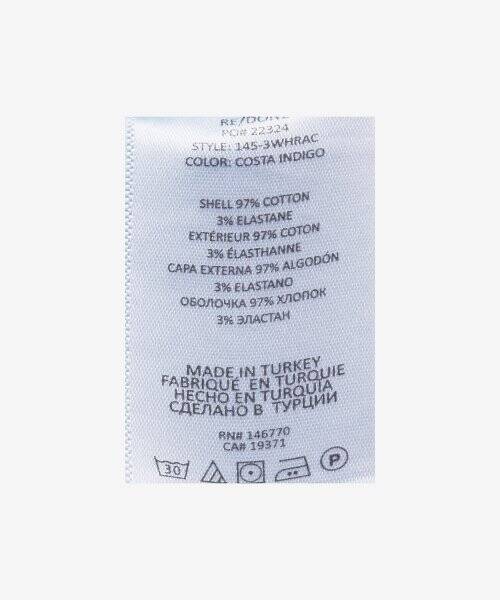 RE/DONE
PO# 22324
STYLE: 145-3WHRAC
COLOR: COSTA INDIGO
SHELL 97% COTTON
3% ELASTANE
EXTÉRIEUR 97% COTON
3% ÉLASTHANNE
CAPA EXTERNA 97% ALGODÓN
3% ELASTANO
ОБОЛОЧКА 97% ХЛОПОК
3% ЭЛАСТАН
MADE IN TURKEY
FABRIQUÉ EN TURQUIE
HECHO EN TURQUIA
СДЕЛАНО В ТУРЦИИ
RN# 146770
CA# 19371
30 P